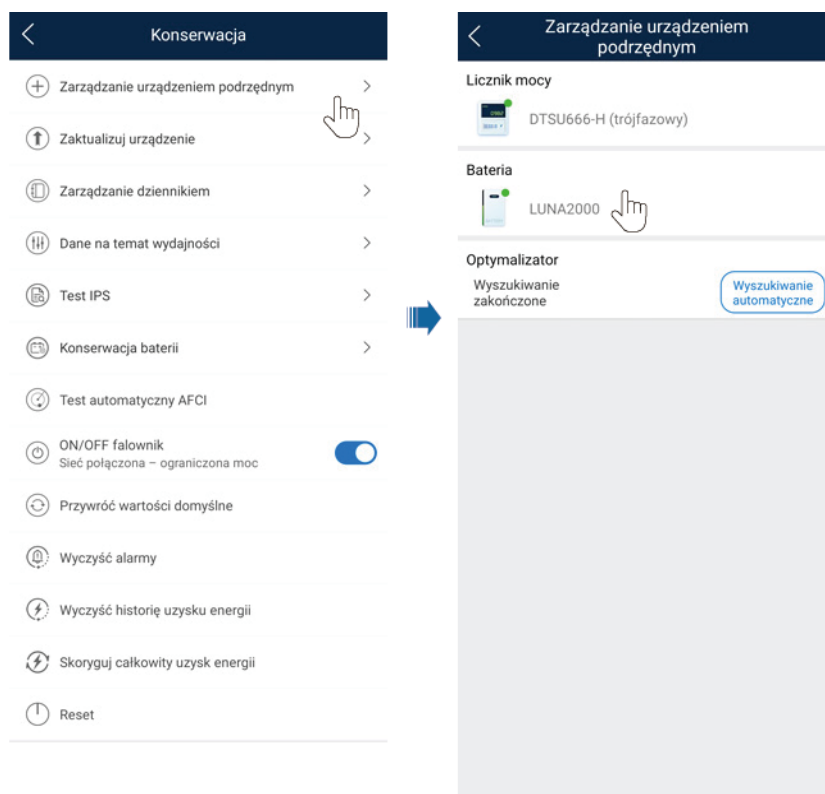 Konserwacja
Zarządzanie urządzeniem podrzędnym
Zaktualizuj urządzenie
Zarządzanie dziennikiem
Dane na temat wydajności
Test IPS
Konserwacja baterii
Test automatyczny AFCI
ON/OFF falownik
Sieć połączona – ograniczona moc
Przywróć wartości domyślne
Wyczyść alarmy
Wyczyść historię uzysku energii
Skoryguj całkowity uzysk energii
Reset
Zarządzanie urządzeniem
podrzędnym
Licznik mocy
DTSU666-H (trójfazowy)
Bateria
LUNA2000
Optymalizator
Wyszukiwanie
zakończone
Wyszukiwanie
automatyczne